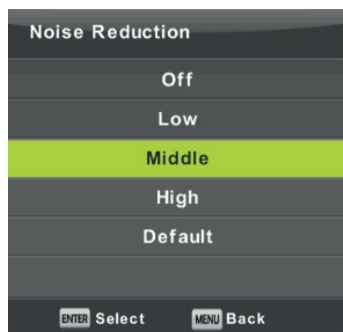 Noise Reduction
Off
Low
Middle
High
Default
ENTER Select MENU Back